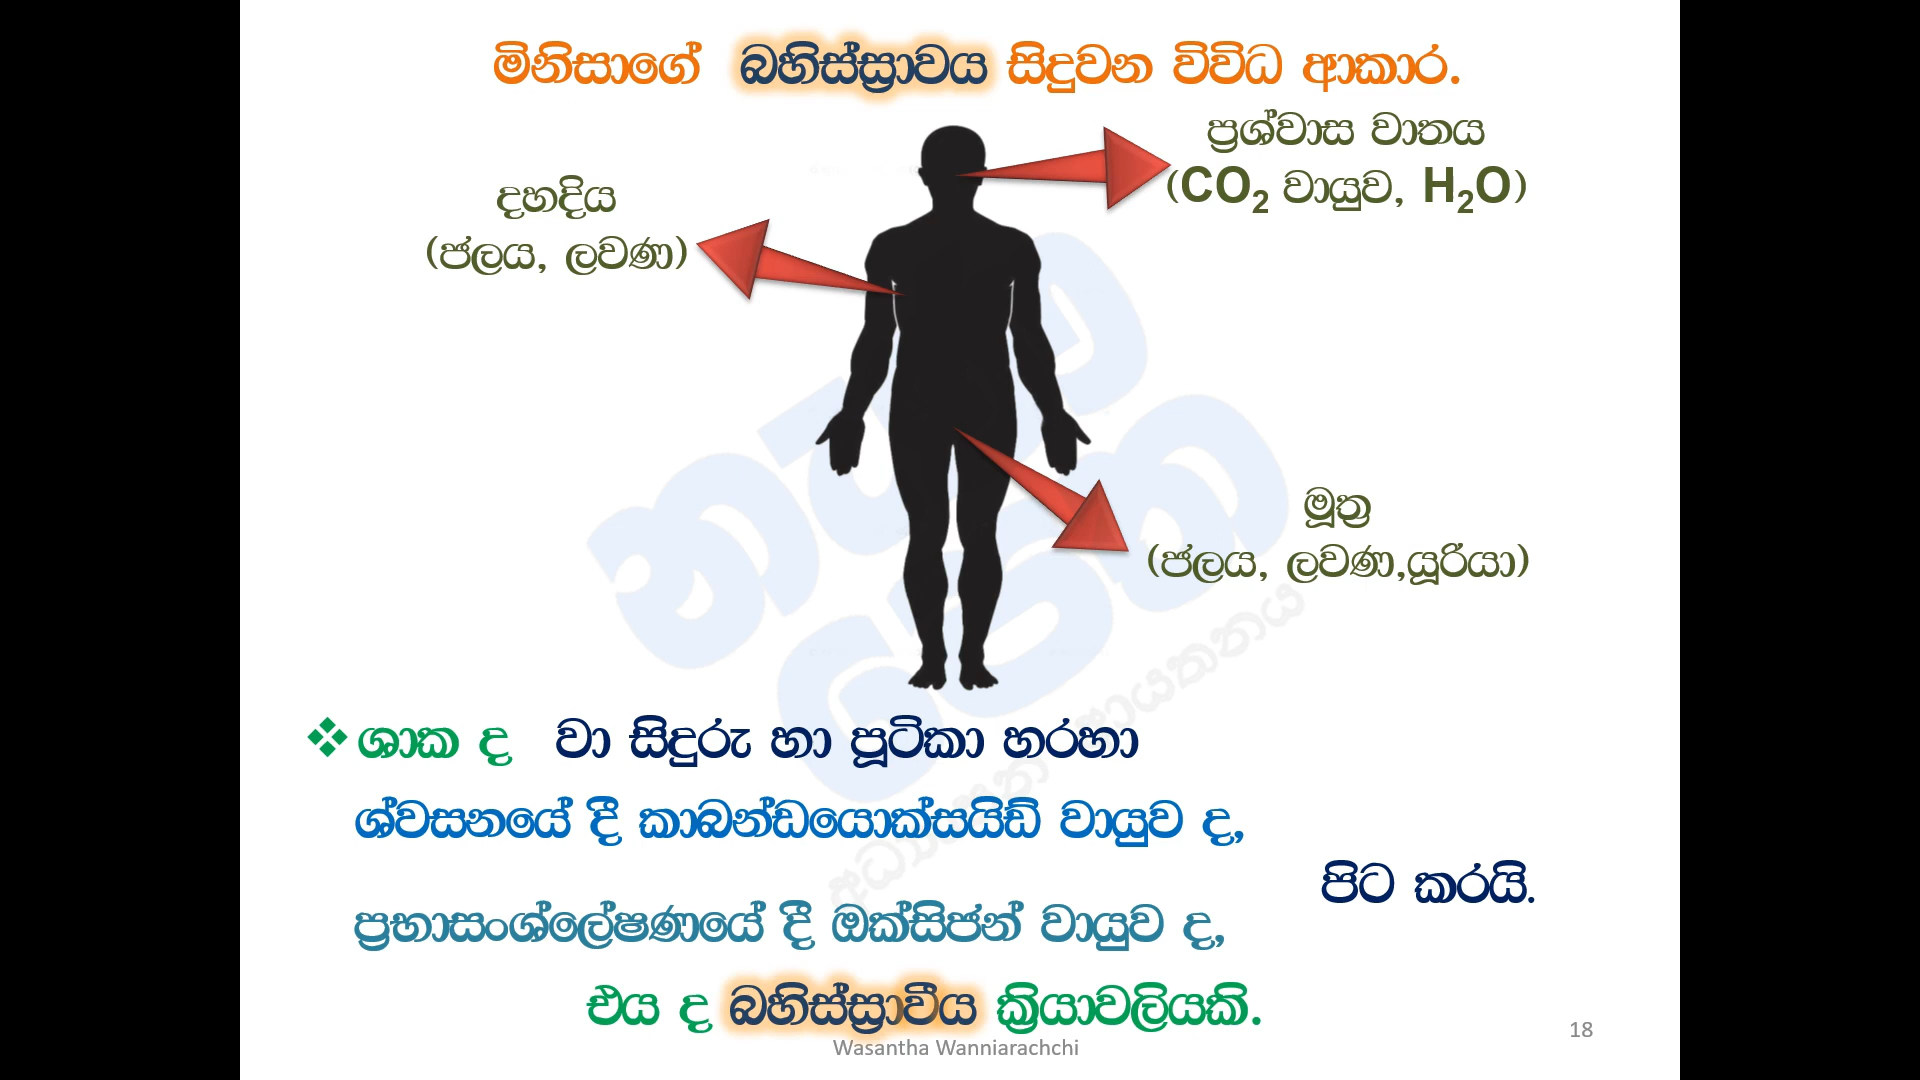 මිනිසාගේ බහිස්ස්‍රාවය සිදුවන විවිධ ආකාර.
ප්‍රශ්වාස වාතය
(CO₂ වායුව, H₂O)
දහදිය
(ජලය, ලවණ)
මූත්‍ර
(ජලය, ලවණ,යූරියා)
ශාක ද වා සිදුරු හා පූටිකා හරහා
ශ්වසනයේ දී කාබන්ඩයොක්සයිඩ් වායුව ද,
පිට කරයි.
ප්‍රභාසංශ්ලේෂණයේ දී ඔක්සිජන් වායුව ද,
එය ද බහිස්ස්‍රාවීය ක්‍රියාවලියකි.
Wasantha Wanniarachchi
18